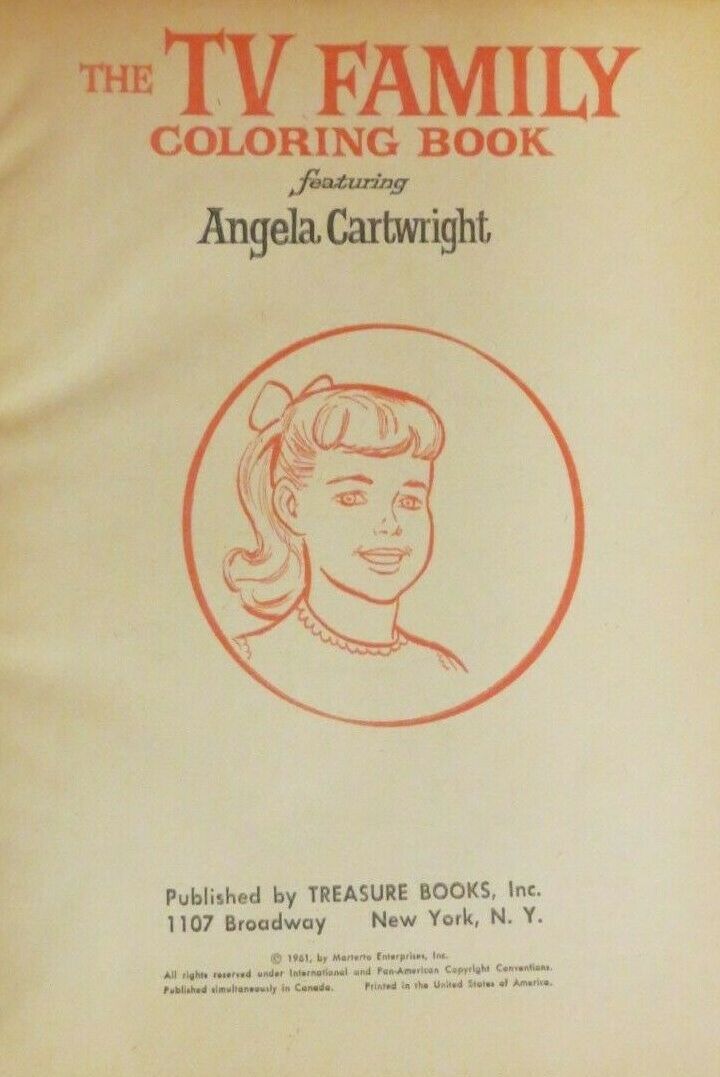 THE TV FAMILY
COLORING BOOK
featuring
Angela Cartwright
Published by TREASURE BOOKS, Inc.
1107 Broadway New York, N. Y.
© 1961, by Marterto Enterprises, Inc.
All rights reserved under International and Pan-American Copyright Conventions.
Published simultaneously in Canada. Printed in the United States of America.